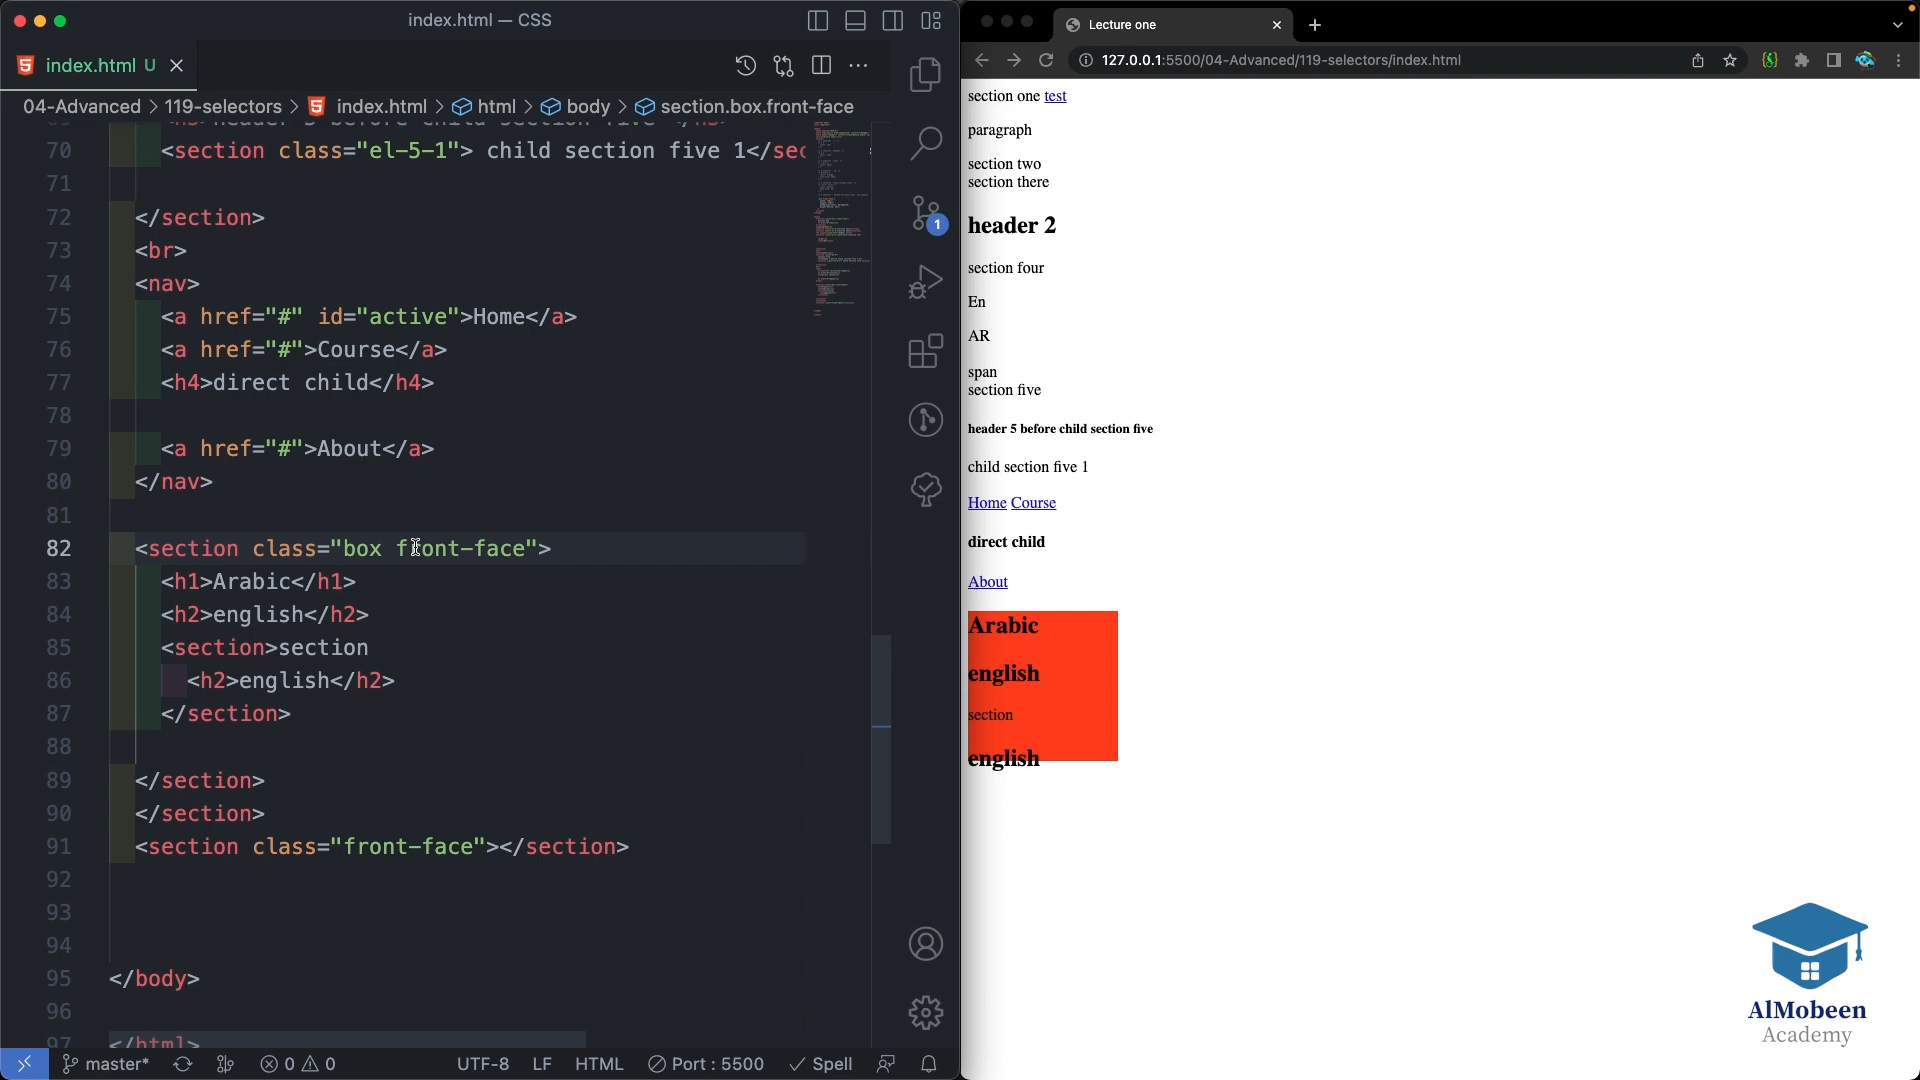 index.html — CSS
index.html U
04-Advanced > 119-selectors > index.html > html > body > section.box.front-face
70 <section class="el-5-1"> child section five 1</sec
71
72 </section>
73 <br>
74 <nav>
75 <a href="#" id="active">Home</a>
76 <a href="#">Course</a>
77 <h4>direct child</h4>
78
79 <a href="#">About</a>
80 </nav>
81
82 <section class="box front-face">
83 <h1>Arabic</h1>
84 <h2>english</h2>
85 <section>section
86 <h2>english</h2>
87 </section>
88
89 </section>
90 </section>
91 <section class="front-face"></section>
92
93
94
95 </body>
96
97 </html>
1
master* 0 0 UTF-8 LF HTML Port : 5500 Spell
Lecture one
127.0.0.1:5500/04-Advanced/119-selectors/index.html
section one test
paragraph
section two
section there
header 2
section four
En
AR
span
section five
header 5 before child section five
child section five 1
Home Course
direct child
About
Arabic
english
section
english
AlMobeen
Academy